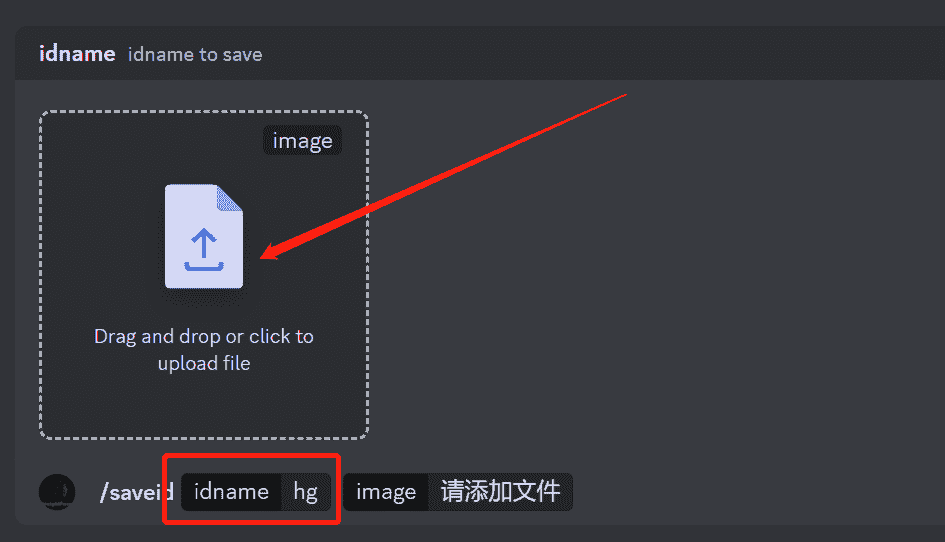 idname idname to save
image
Drag and drop or click to
upload file
/saveid idname hg image 请添加文件